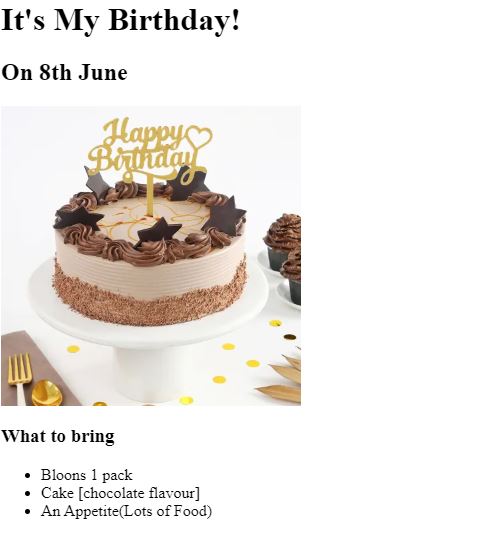 It's My Birthday!
On 8th June
Happy
Birthday
What to bring
Bloons 1 pack
Cake [chocolate flavour]
An Appetite(Lots of Food)